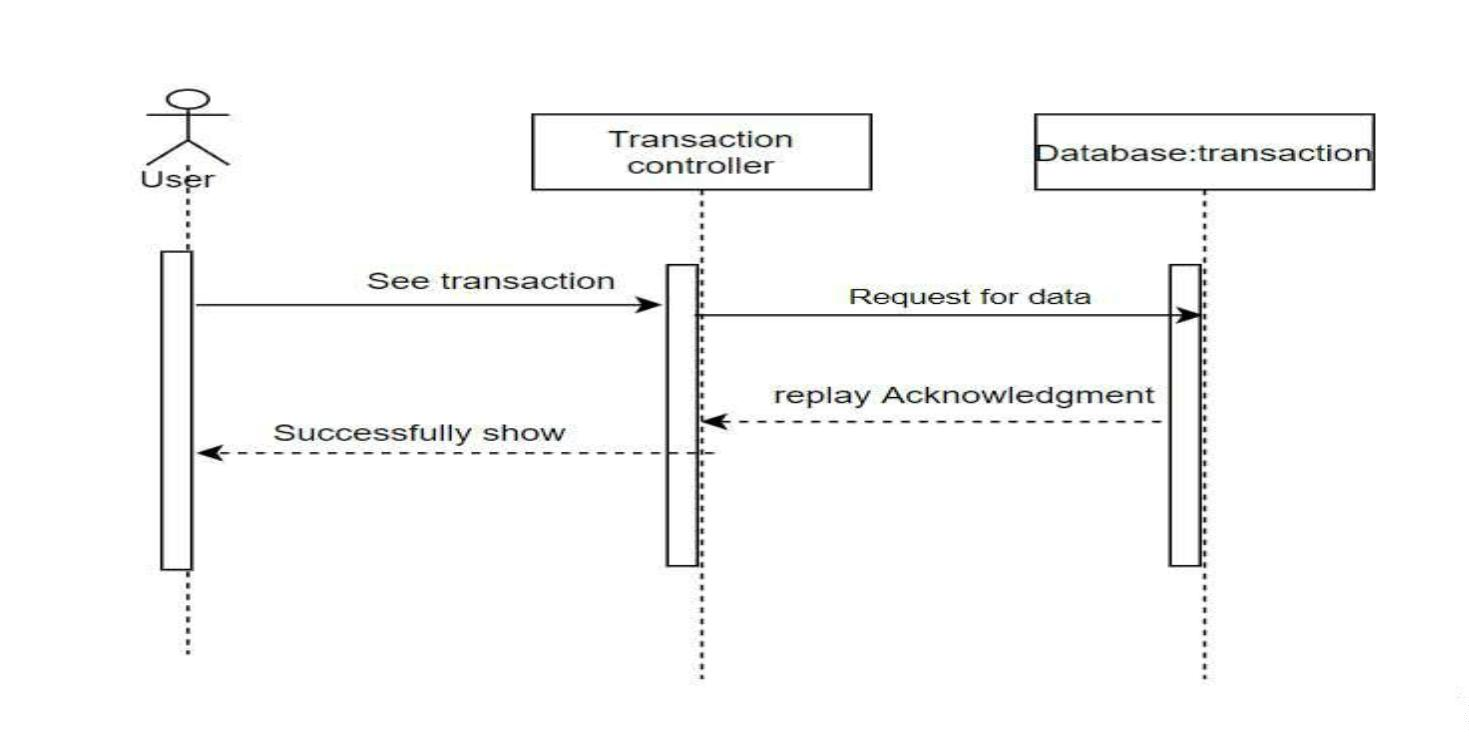 User
Transaction
controller
Database:transaction
See transaction
Request for data
replay Acknowledgment
Successfully show